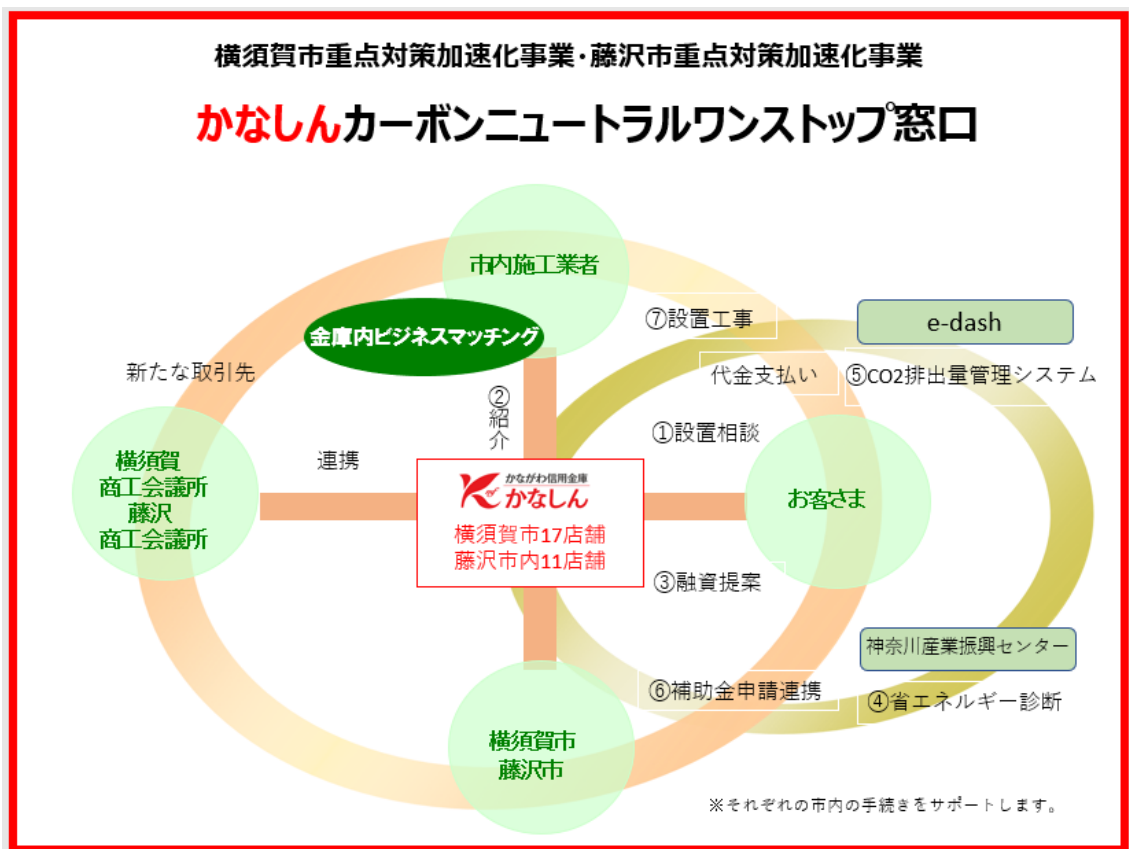 横須賀市重点対策加速化事業・藤沢市重点対策加速化事業
かなしんカーボンニュートラルワンストップ窓口
市内施工業者
金庫内ビジネスマッチング
⑦設置工事
e-dash
新たな取引先
代金支払い
⑤CO2排出量管理システム
②紹介
①設置相談
連携
横須賀
商工会議所
藤沢
商工会議所
かながわ信用金庫
かなしん
横須賀市17店舗
藤沢市内11店舗
お客さま
③融資提案
神奈川産業振興センター
⑥補助金申請連携
④省エネルギー診断
横須賀市
藤沢市
※それぞれの市内の手続きをサポートします。